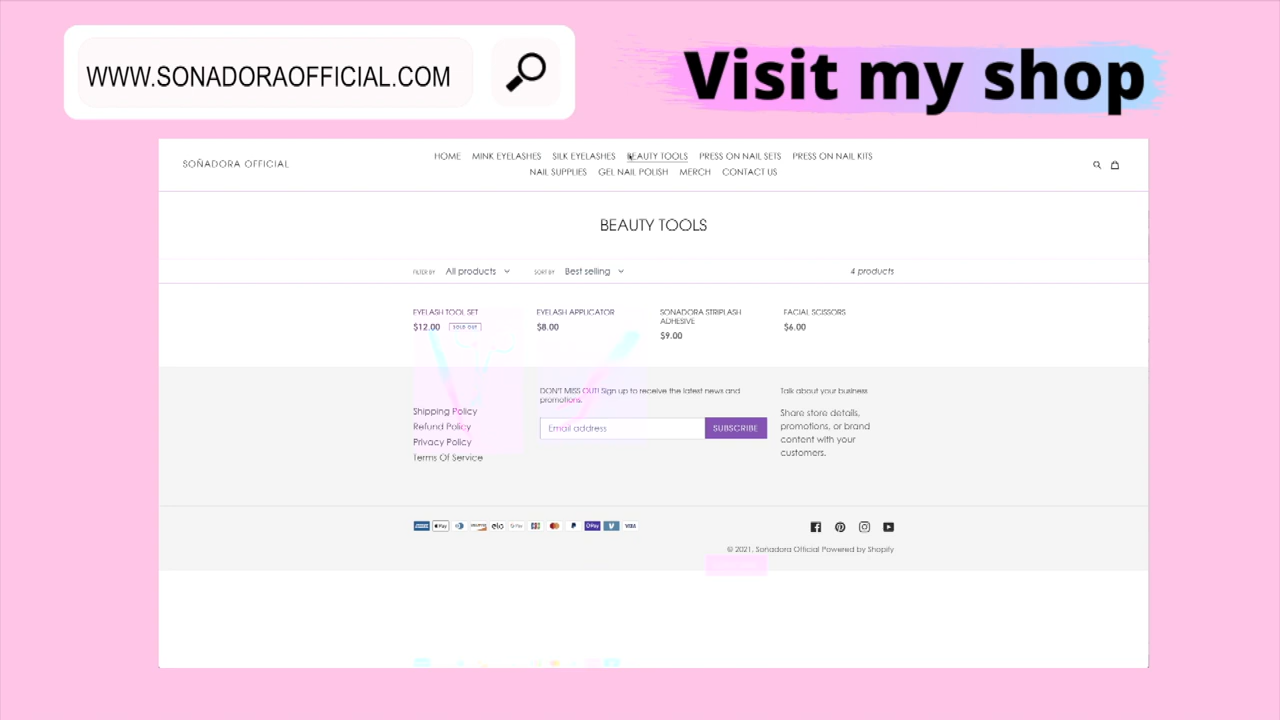 WWW.SONADORAOFFICIAL.COM
Visit my shop
SOÑADORA OFFICIAL
HOME MINK EYELASHES SILK EYELASHES BEAUTY TOOLS PRESS ON NAIL SETS PRESS ON NAIL KITS
NAIL SUPPLIES GEL NAIL POLISH MERCH CONTACT US
BEAUTY TOOLS
FILTER BY All products SORT BY Best selling 4 products
EYELASH TOOL SET
$12.00 SOLD OUT
EYELASH APPLICATOR
$8.00
SONADORA STRIPLASH
ADHESIVE
$9.00
FACIAL SCISSORS
$6.00
Shipping Policy
Refund Policy
Privacy Policy
Terms Of Service
DON'T MISS OUT! Sign up to receive the latest news and
promotions.
Email address SUBSCRIBE
Talk about your business
Share store details,
promotions, or brand
content with your
customers.
© 2021, Soñadora Official Powered by Shopify